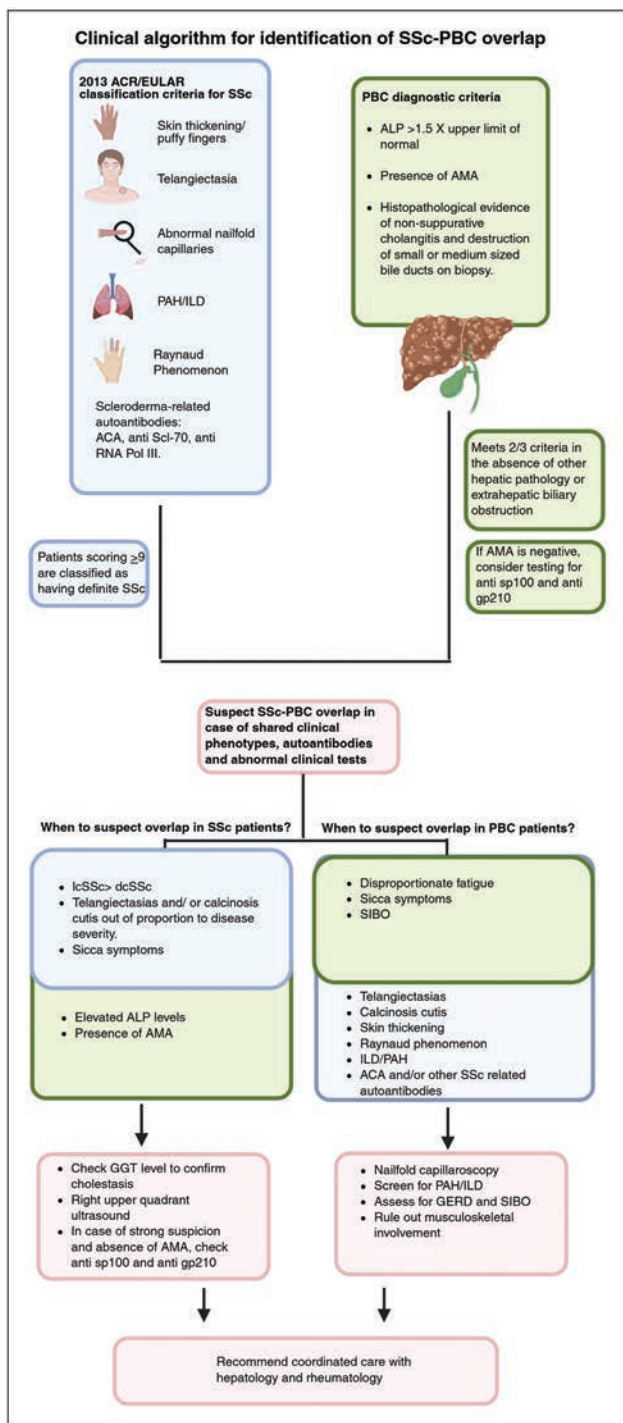 Clinical algorithm for identification of SSc-PBC overlap
2013 ACR/EULAR
classification criteria for SSc
Skin thickening/
puffy fingers
Telangiectasia
Abnormal nailfold
capillaries
PAH/ILD
Raynaud
Phenomenon
Scleroderma-related
autoantibodies:
ACA, anti Scl-70, anti
RNA Pol III.
PBC diagnostic criteria
• ALP >1.5 X upper limit of
normal
• Presence of AMA
• Histopathological evidence
of non-suppurative
cholangitis and destruction
of small or medium sized
bile ducts on biopsy.
Meets 2/3 criteria in
the absence of other
hepatic pathology or
extrahepatic biliary
obstruction
Patients scoring ≥9
are classified as
having definite SSc
If AMA is negative,
consider testing for
anti sp100 and anti
gp210
Suspect SSc-PBC overlap in
case of shared clinical
phenotypes, autoantibodies
and abnormal clinical tests
When to suspect overlap in SSc patients?
• lcSSc> dcSSc
• Telangiectasias and/ or calcinosis
cutis out of proportion to disease
severity.
• Sicca symptoms
• Elevated ALP levels
• Presence of AMA
When to suspect overlap in PBC patients?
• Disproportionate fatigue
• Sicca symptoms
• SIBO
• Telangiectasias
• Calcinosis cutis
• Skin thickening
• Raynaud phenomenon
• ILD/PAH
• ACA and/or other SSc related
autoantibodies
• Check GGT level to confirm
cholestasis
• Right upper quadrant
ultrasound
• In case of strong suspicion
and absence of AMA, check
anti sp100 and anti gp210
• Nailfold capillaroscopy
• Screen for PAH/ILD
• Assess for GERD and SIBO
• Rule out musculoskeletal
involvement
Recommend coordinated care with
hepatology and rheumatology